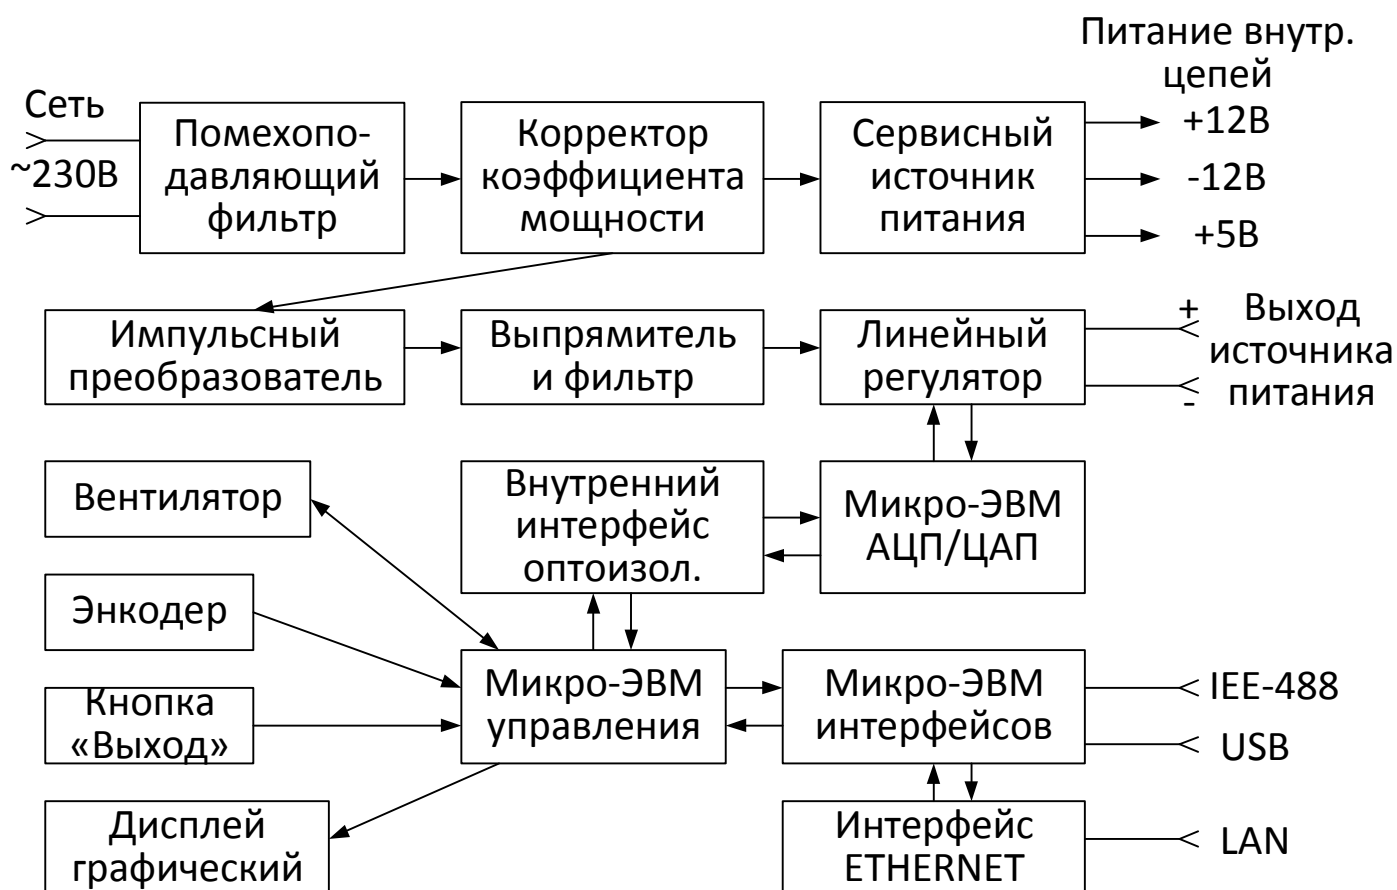 Питание внутр.
цепей
Сеть
~230В
Помехопо-
давляющий
фильтр
Корректор
коэффициента
мощности
Сервисный
источник
питания
+12В
-12В
+5В
Импульсный
преобразователь
Выпрямитель
и фильтр
Линейный
регулятор
+
-
Выход
источника
питания
Вентилятор
Внутренний
интерфейс
оптоизол.
Микро-ЭВМ
АЦП/ЦАП
Энкодер
Кнопка
«Выход»
Микро-ЭВМ
управления
Микро-ЭВМ
интерфейсов
IEE-488
USB
Дисплей
графический
Интерфейс
ETHERNET
LAN